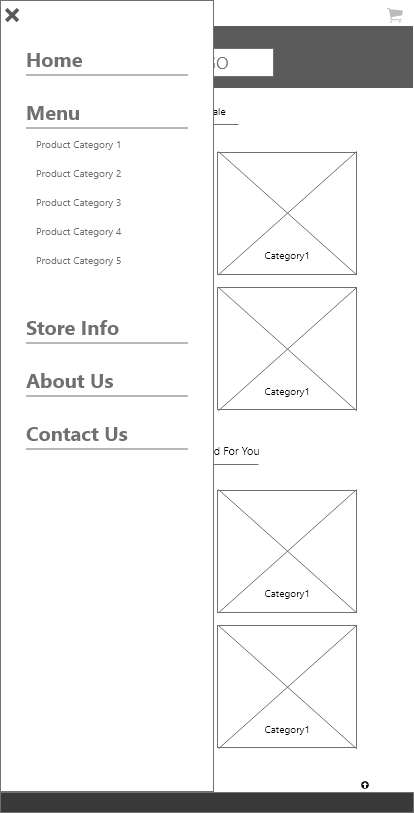 Home
Menu
Product Category 1
Product Category 2
Product Category 3
Product Category 4
Product Category 5
Store Info
About Us
Contact Us
GO
ale
Category1
Category1
d For You
Category1
Category1